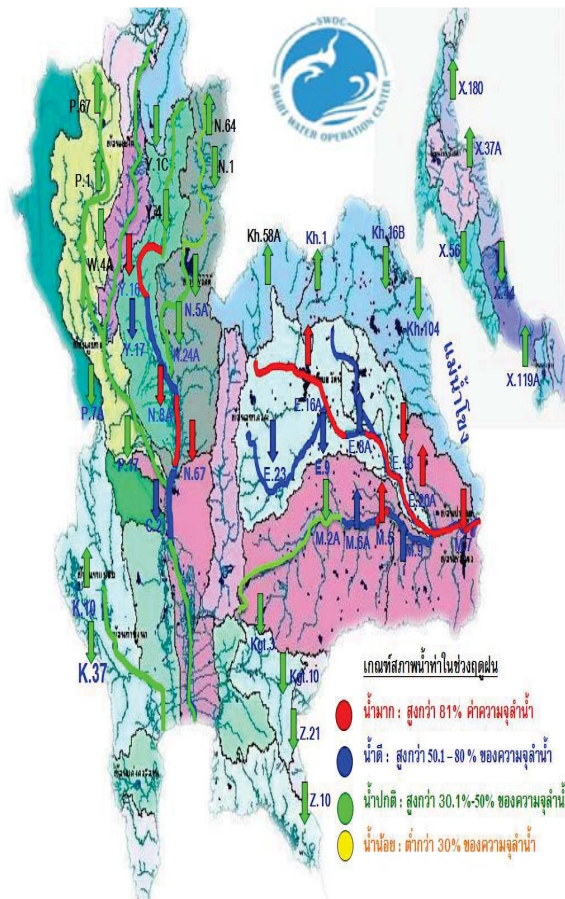 SWOC
SMART WATER OPERATION CENTER
P.67
N.64
Y.1C
N.1
P.1
Y.4
W.4A
Y.16
N.5A
Y.17
N.24A
P.7A
N.8A
P.17
N.67
C.2
K.10
K.37
X.180
X.37A
X.56
X.44
X.119A
Kh.58A
Kh.1
Kh.16B
Kh.104
แม่น้ำโขง
E.16A
E.8A
E.23
E.9
E.18
E.20A
M.2A
M.6A
M.5
M.9
M.7
Kgt.3
Kgt.10
Z.21
Z.10
เกณฑ์สภาพน้ำท่าในช่วงฤดูฝน
น้ำมาก : สูงกว่า 81% ค่าความจุลำน้ำ
น้ำดี : สูงกว่า 50.1 – 80 % ของความจุลำน้ำ
น้ำปกติ : สูงกว่า 30.1%-50% ของความจุลำน้ำ
น้ำน้อย : ต่ำกว่า 30% ของความจุลำน้ำ